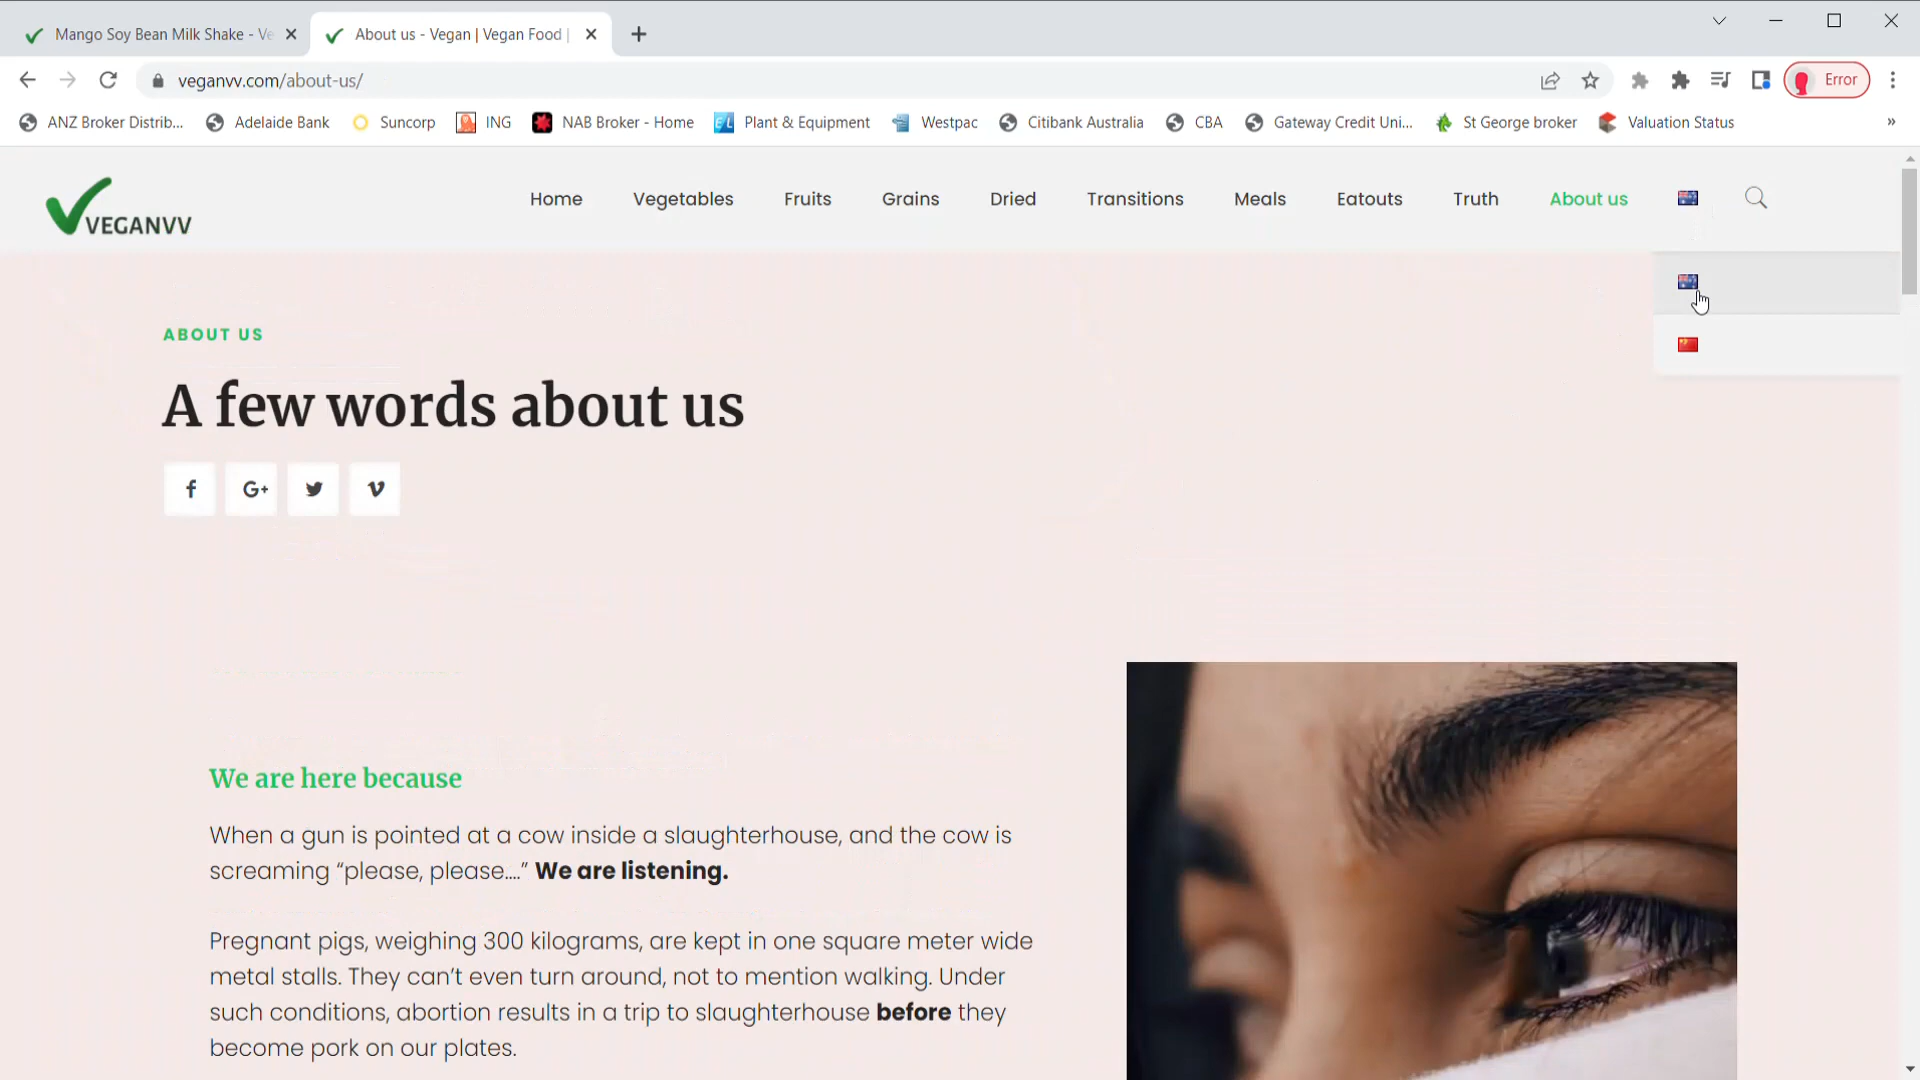 Mango Soy Bean Milk Shake - Ve
About us - Vegan | Vegan Food |
veganvv.com/about-us/
Error
ANZ Broker Distrib...
Adelaide Bank
Suncorp
ING
NAB Broker - Home
Plant & Equipment
Westpac
Citibank Australia
CBA
Gateway Credit Uni...
St George broker
Valuation Status
»
VEGANVV
Home
Vegetables
Fruits
Grains
Dried
Transitions
Meals
Eatouts
Truth
About us
ABOUT US
A few words about us
f
G+
We are here because
When a gun is pointed at a cow inside a slaughterhouse, and the cow is
screaming “please, please....” We are listening.
Pregnant pigs, weighing 300 kilograms, are kept in one square meter wide
metal stalls. They can’t even turn around, not to mention walking. Under
such conditions, abortion results in a trip to slaughterhouse before they
become pork on our plates.